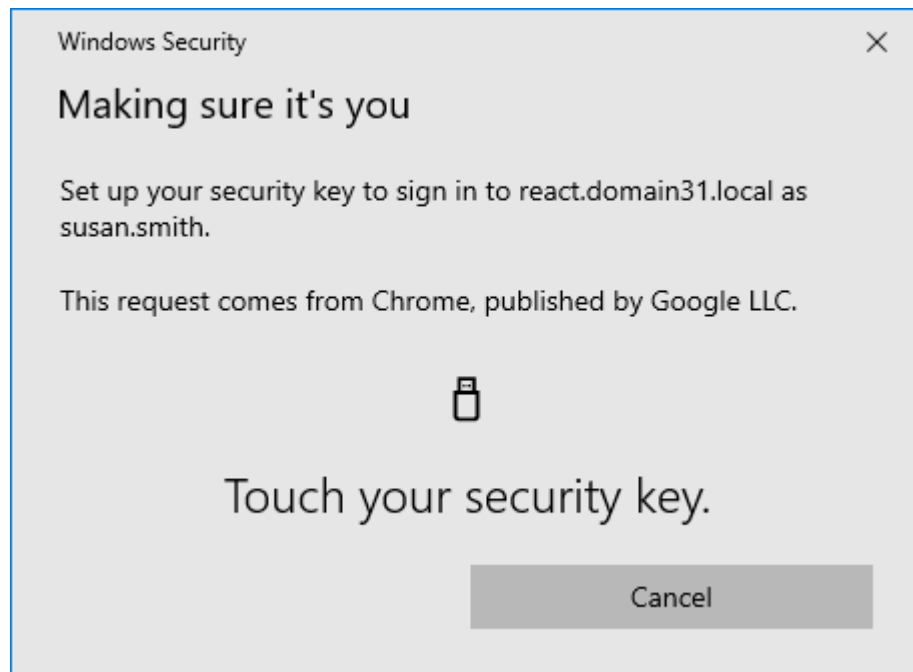 Windows Security
Making sure it's you
Set up your security key to sign in to react.domain31.local as
susan.smith.
This request comes from Chrome, published by Google LLC.
Touch your security key.
Cancel